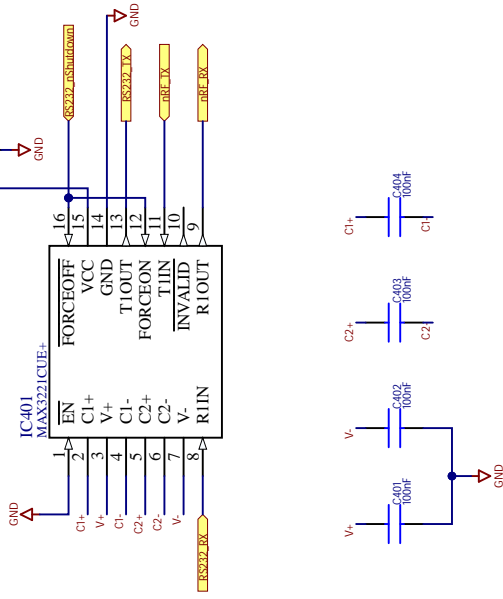 GND
RS232_nShutdown
RS232_TX
nRF_TX
nRF_RX
GND
16
15
14
13
12
11
10
9
FORCEOFF
VCC
GND
T1OUT
FORCEON
T1IN
INVALID
R1OUT
IC401
MAX3221CUE+
EN
C1+
V+
C1-
C2+
C2-
V-
R1IN
1
2
3
4
5
6
7
8
GND
C1+
V+
C1-
C2+
C2-
V-
RS232_RX
C1+
C404
100nF
C1-
C2+
C403
100nF
C2-
V-
C402
100nF
V+
C401
100nF
GND